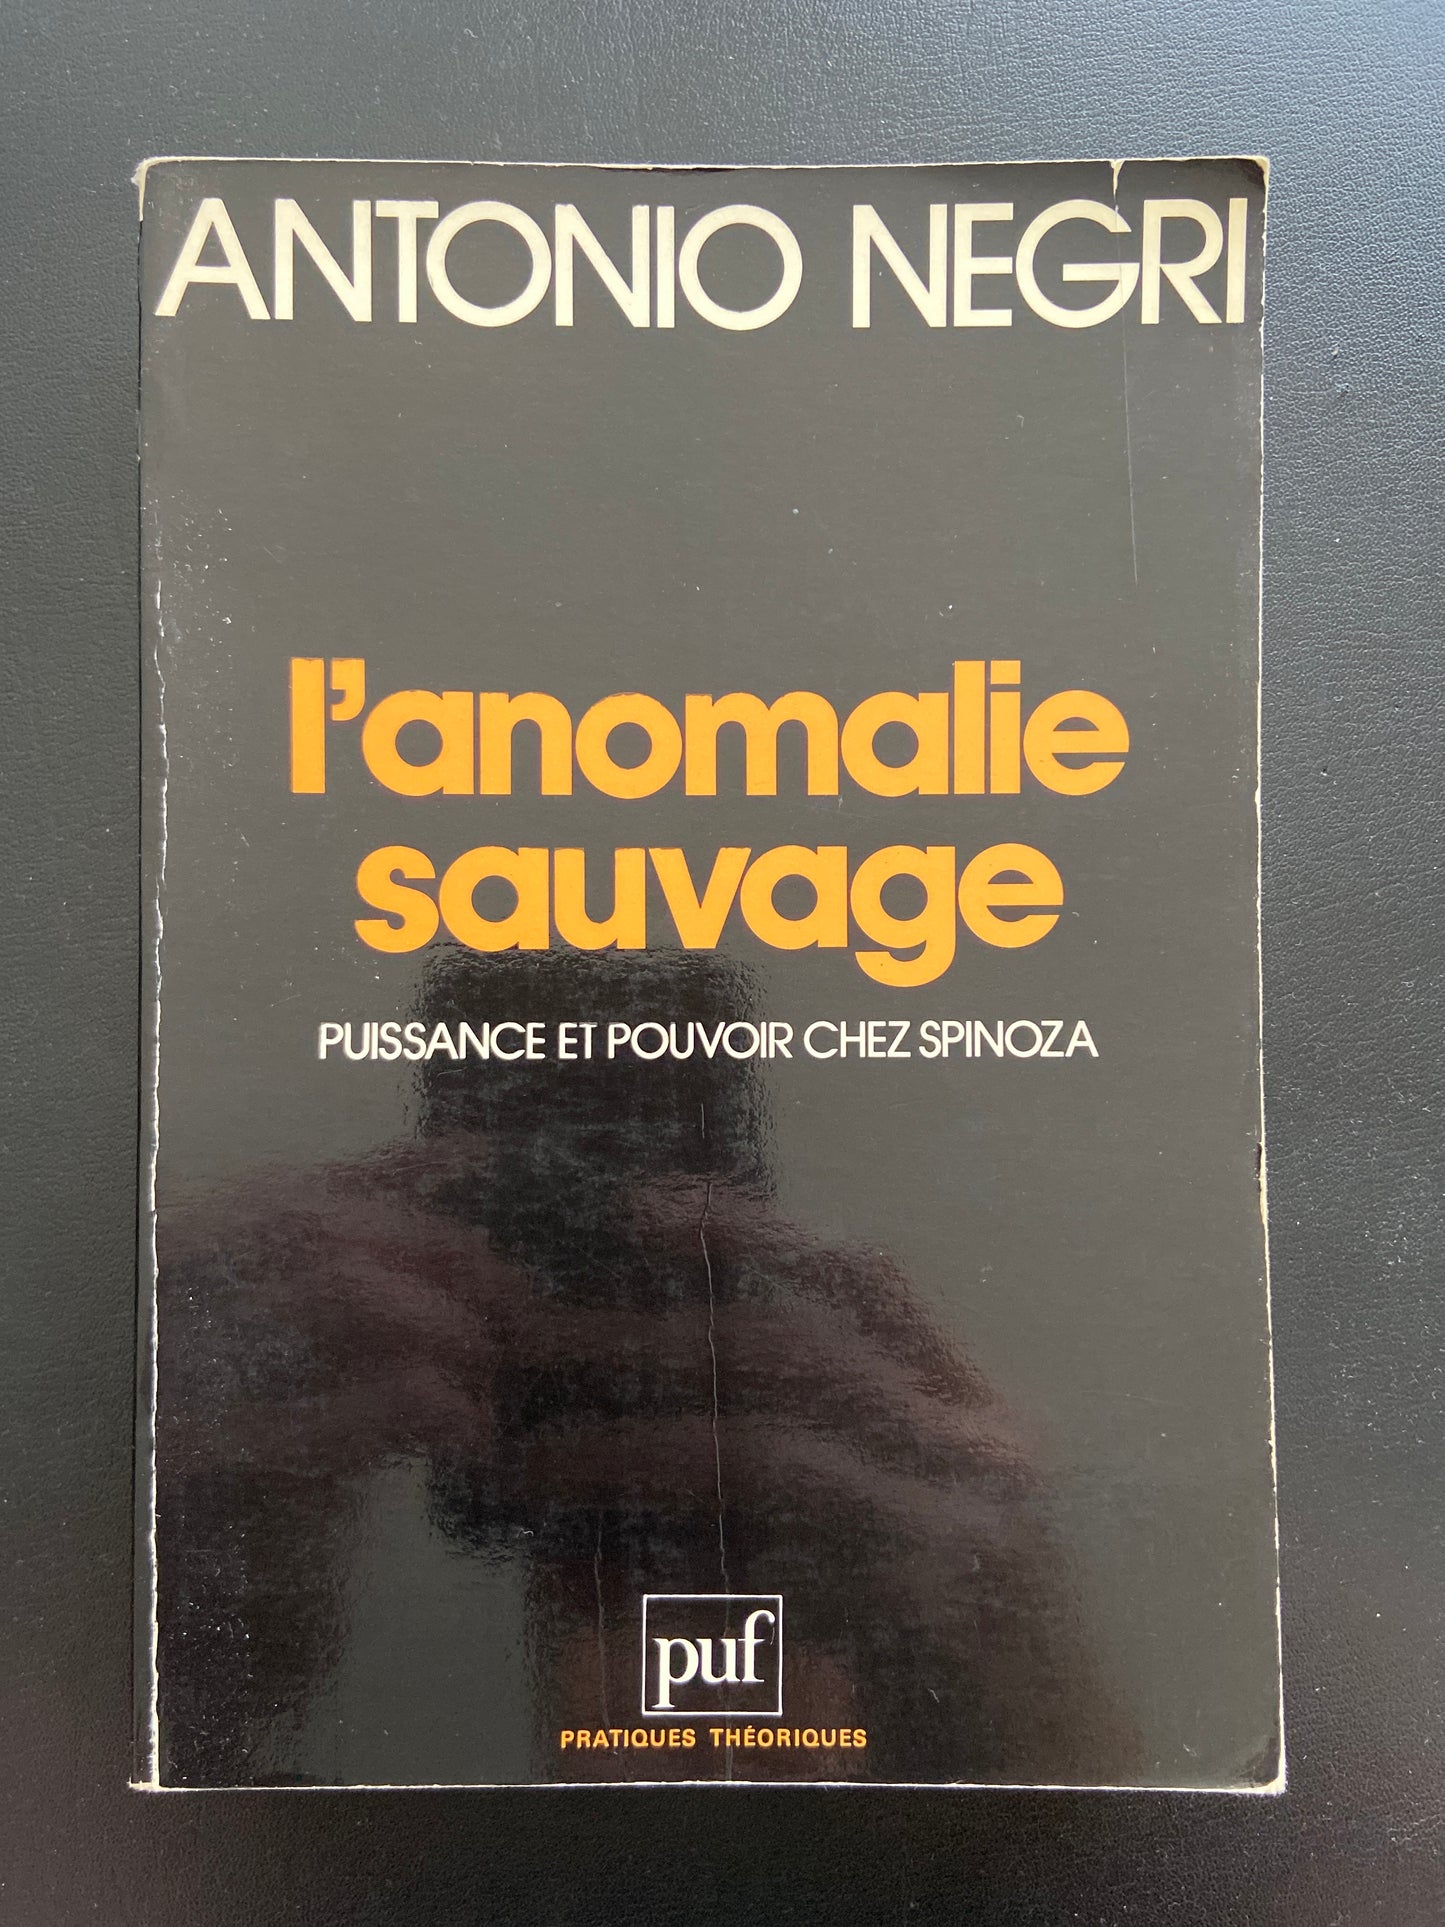 ANTONIO NEGRI
l'anomalie
sauvage
PUISSANCE ET POUVOIR CHEZ SPINOZA
puf
PRATIQUES THÉORIQUES